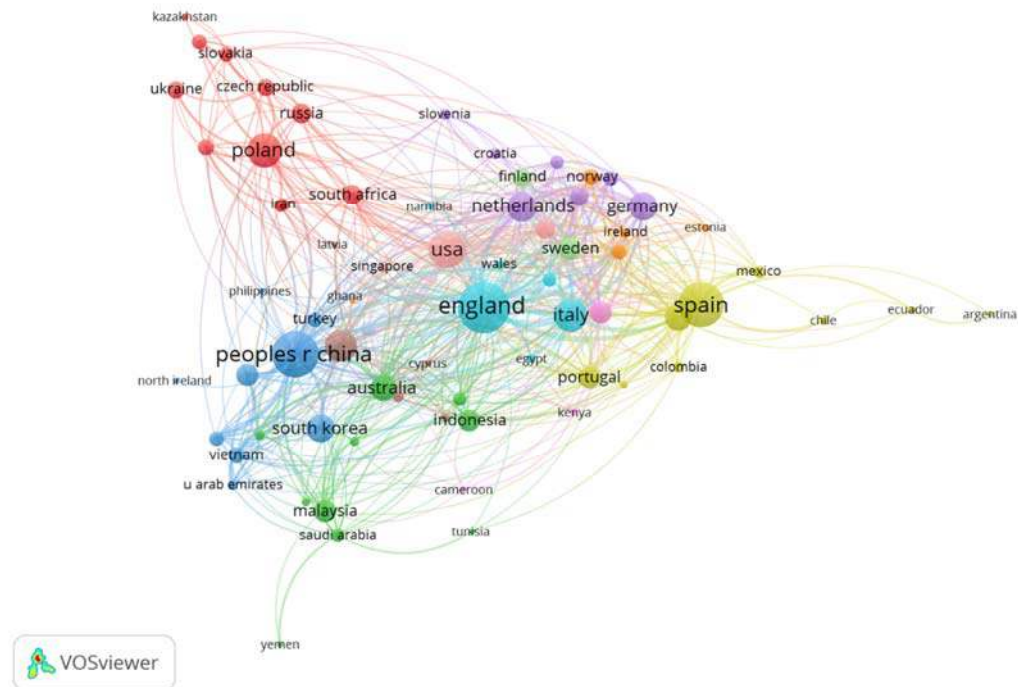 kazakhstan
slovakia
ukraine
czech republic
russia
slovenia
poland
croatia
finland
norway
iran
south africa
namibia
netherlands
germany
latvia
usa
sweden
ireland
estonia
singapore
wales
mexico
philippines
ghana
england
italy
spain
turkey
chile
ecuador
argentina
peoples r china
cyprus
egypt
colombia
north ireland
australia
portugal
south korea
indonesia
kenya
vietnam
u arab emirates
cameroon
malaysia
saudi arabia
tunisia
yemen
VOSviewer